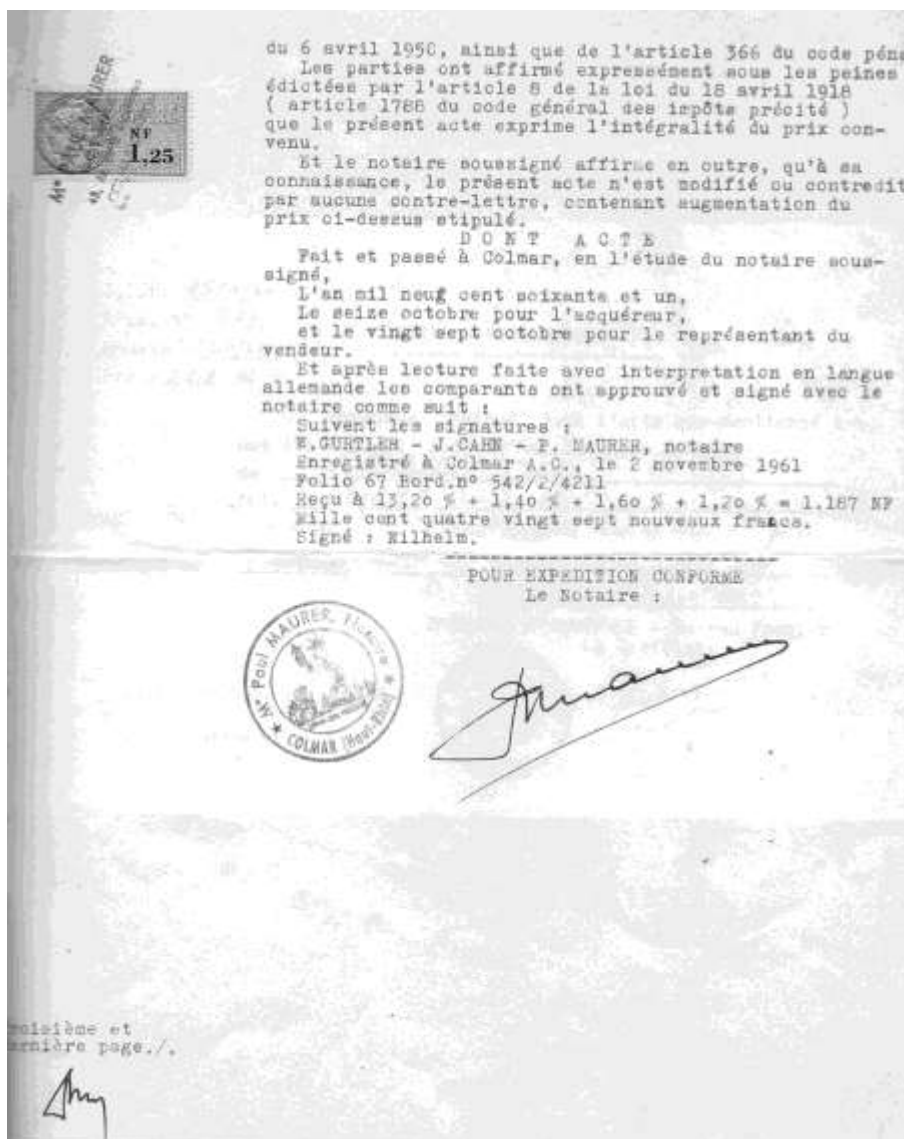 du 6 avril 1950, ainsi que de l'article 366 du code péna
Les parties ont affirmé expressément sous les peines
édictées par l'article 8 de la loi du 18 avril 1918
( article 1788 du code général des impôts précité )
que le présent acte exprime l'intégralité du prix con-
venu.
Et le notaire soussigné affirme en outre, qu'à sa
connaissance, le présent acte n'est modifié ou contredit
par aucune contre-lettre, contenant augmentation du
prix ci-dessus stipulé.
DONT ACTE
Fait et passé à Colmar, en l'étude du notaire sous-
signé,
L'an mil neuf cent soixante et un,
Le seize octobre pour l'acquéreur,
et le vingt sept octobre pour le représentant du
vendeur.
Et après lecture faite avec interpretation en langue
allemande les comparants ont approuvé et signé avec le
notaire comme suit :
Suivent les signatures :
W.GURTLER - J.CAHN - P. MAURER, notaire
Enregistré à Colmar A.C., le 2 novembre 1961
Folio 67 Bord.n° 542/2/4211
Reçu à 13,20 % + 1,40 % + 1,60 % + 1,20 % = 1.187 NF
Mille cent quatre vingt sept nouveaux francs.
Signé : Wilhelm.
POUR EXPEDITION CONFORME
Le Notaire :
NF
1,25
MAURER
Me Paul MAURER, Notaire
COLMAR (Haut-Rhin)
roisième et
ernière page./.